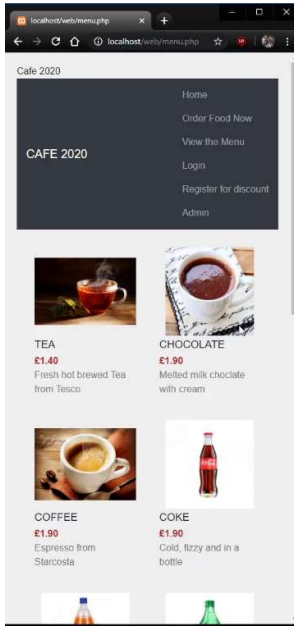 localhost/web/menu.php
localhost/web/menu.php
Cafe 2020
CAFE 2020
Home
Order Food Now
View the Menu
Login
Register for discount
Admin
TEA
£1.40
Fresh hot brewed Tea
from Tesco
CHOCOLATE
£1.90
Melted milk choclate
with cream
COFFEE
£1.90
Espresso from
Starcosta
COKE
£1.90
Cold, fizzy and in a
bottle